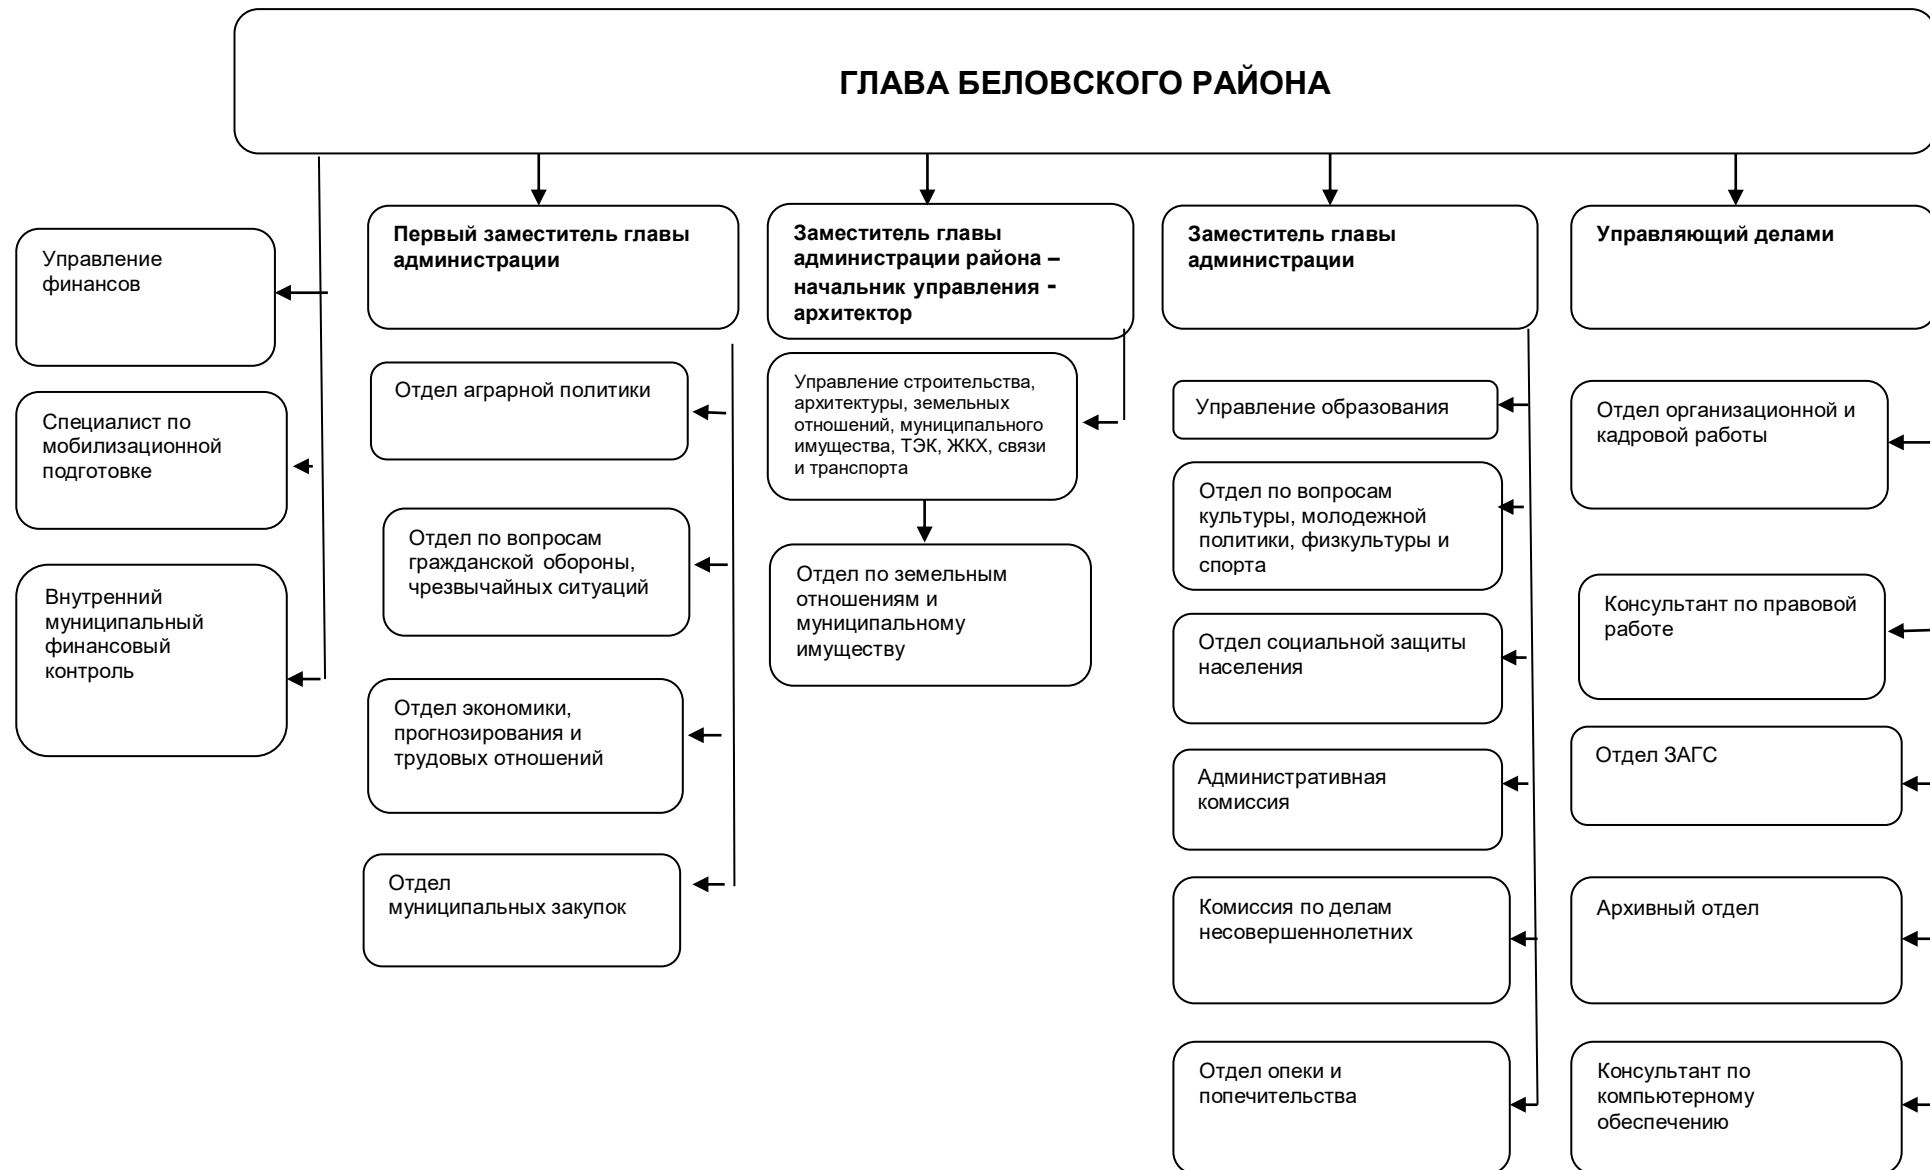 ГЛАВА БЕЛОВСКОГО РАЙОНА
Управление
финансов
Специалист по
мобилизационной
подготовке
Внутренний
муниципальный
финансовый
контроль
Первый заместитель главы
администрации
Отдел аграрной политики
Отдел по вопросам
гражданской обороны,
чрезвычайных ситуаций
Отдел экономики,
прогнозирования и
трудовых отношений
Отдел
муниципальных закупок
Заместитель главы
администрации района –
начальник управления -
архитектор
Управление строительства,
архитектуры, земельных
отношений, муниципального
имущества, ТЭК, ЖКХ, связи
и транспорта
Отдел по земельным
отношениям и
муниципальному
имуществу
Заместитель главы
администрации
Управление образования
Отдел по вопросам
культуры, молодежной
политики, физкультуры и
спорта
Отдел социальной защиты
населения
Административная
комиссия
Комиссия по делам
несовершеннолетних
Отдел опеки и
попечительства
Управляющий делами
Отдел организационной и
кадровой работы
Консультант по правовой
работе
Отдел ЗАГС
Архивный отдел
Консультант по
компьютерному
обеспечению